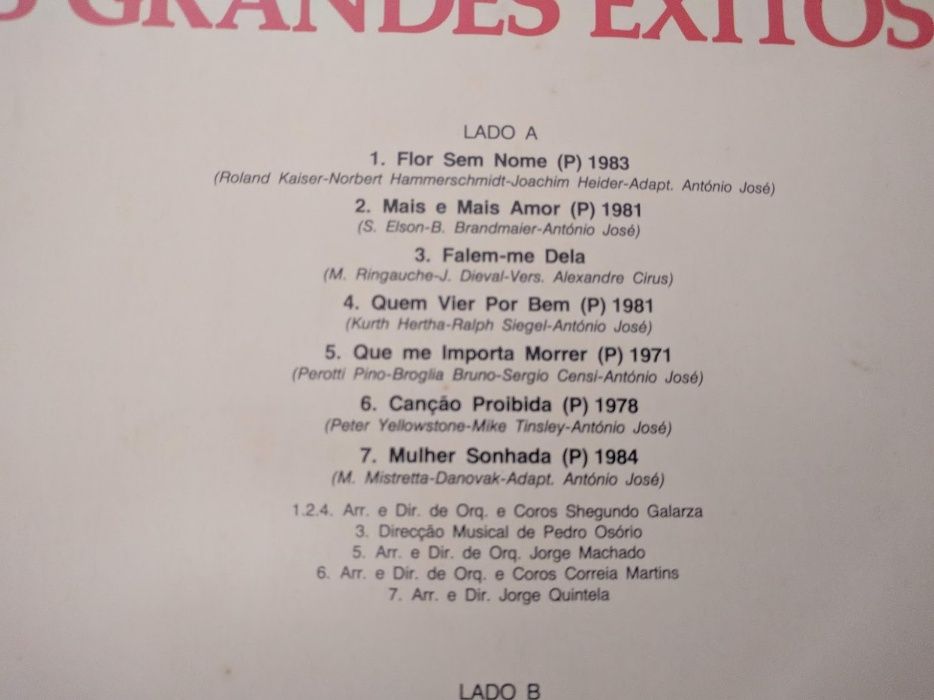 GRANDES EXITOS
LADO A
1. Flor Sem Nome (P) 1983
(Roland Kaiser-Norbert Hammerschmidt-Joachim Heider-Adapt. António José)
2. Mais e Mais Amor (P) 1981
(S. Elson-B. Brandmaier-António José)
3. Falem-me Dela
(M. Ringauche-J. Dieval-Vers. Alexandre Cirus)
4. Quem Vier Por Bem (P) 1981
(Kurth Hertha-Ralph Siegel-António José)
5. Que me Importa Morrer (P) 1971
(Perotti Pino-Broglia Bruno-Sergio Censi-António José)
6. Canção Proibida (P) 1978
(Peter Yellowstone-Mike Tinsley-António José)
7. Mulher Sonhada (P) 1984
(M. Mistretta-Danovak-Adapt. António José)
1.2.4. Arr. e Dir. de Orq. e Coros Shegundo Galarza
3. Direcção Musical de Pedro Osório
5. Arr. e Dir. de Orq. Jorge Machado
6. Arr. e Dir. de Orq. e Coros Correia Martins
7. Arr. e Dir. Jorge Quintela
LADO B